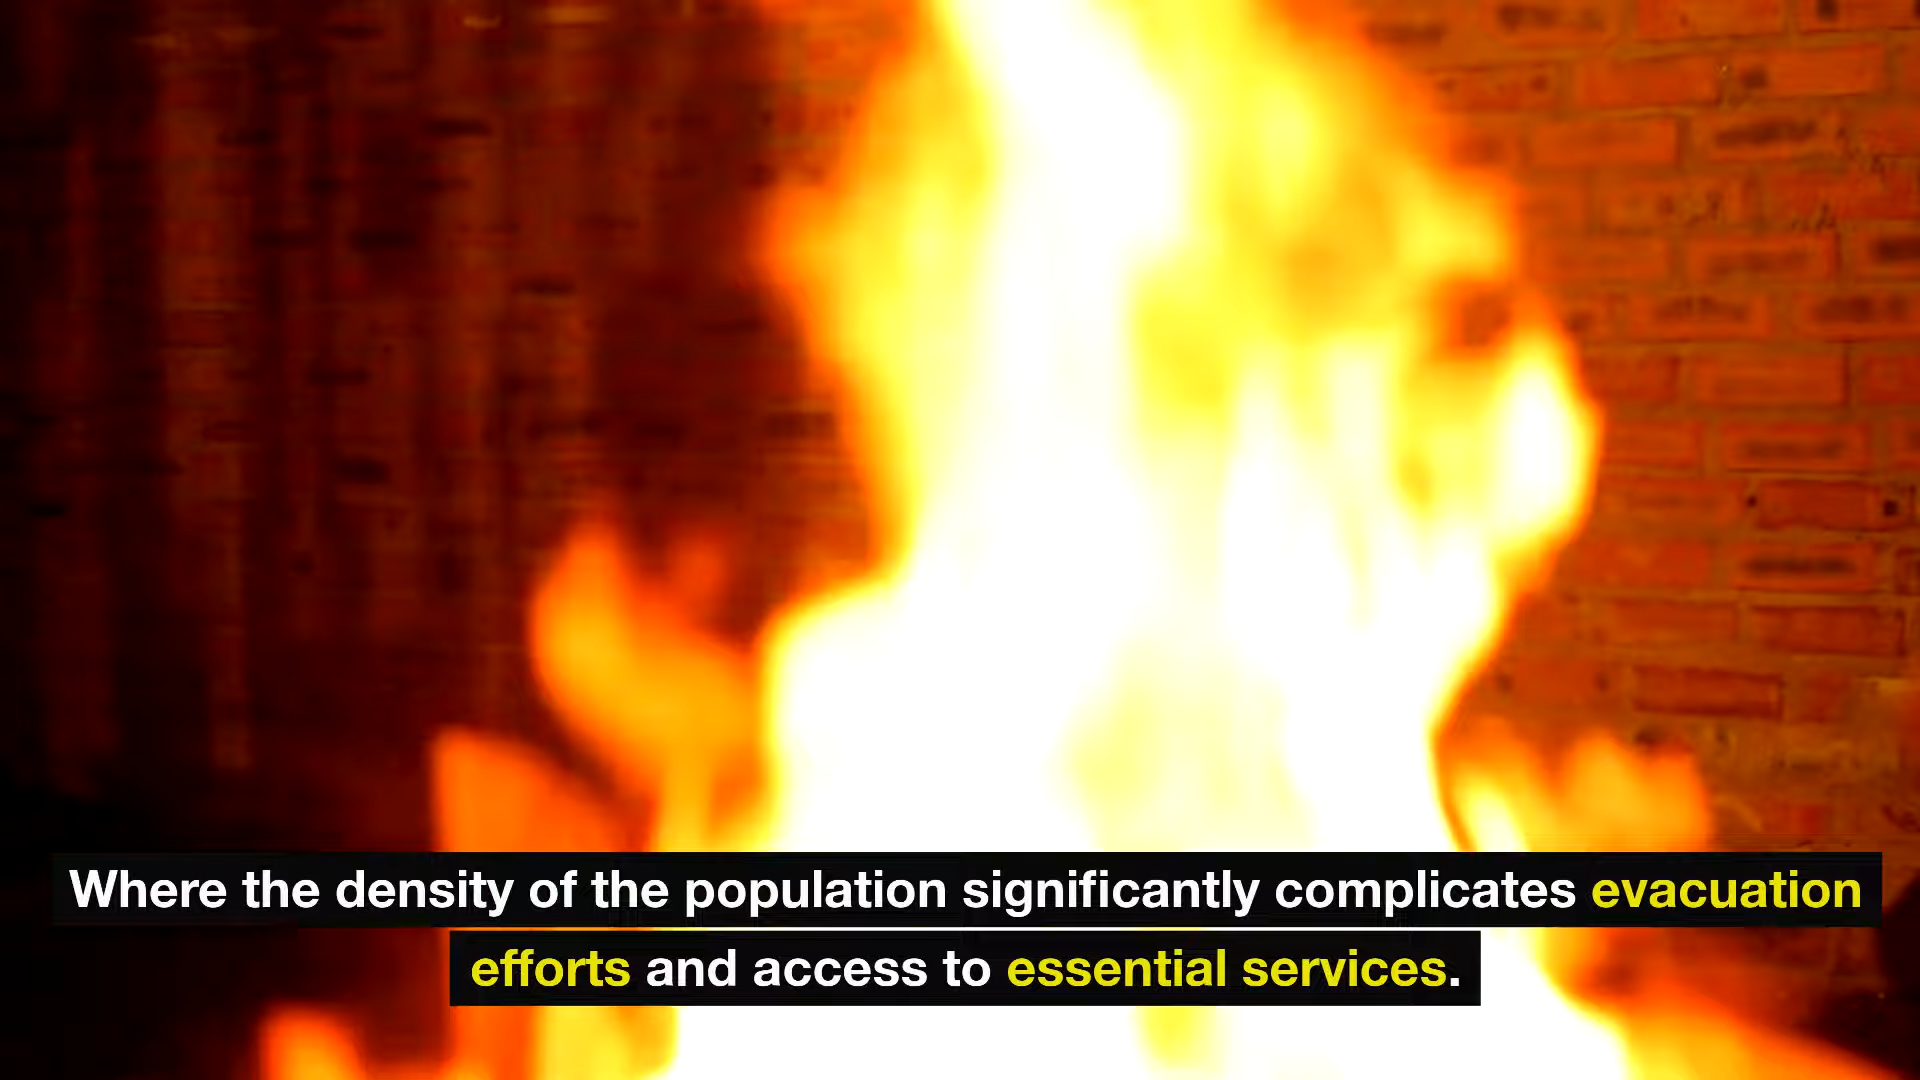 Where the density of the population significantly complicates evacuation
efforts and access to essential services.